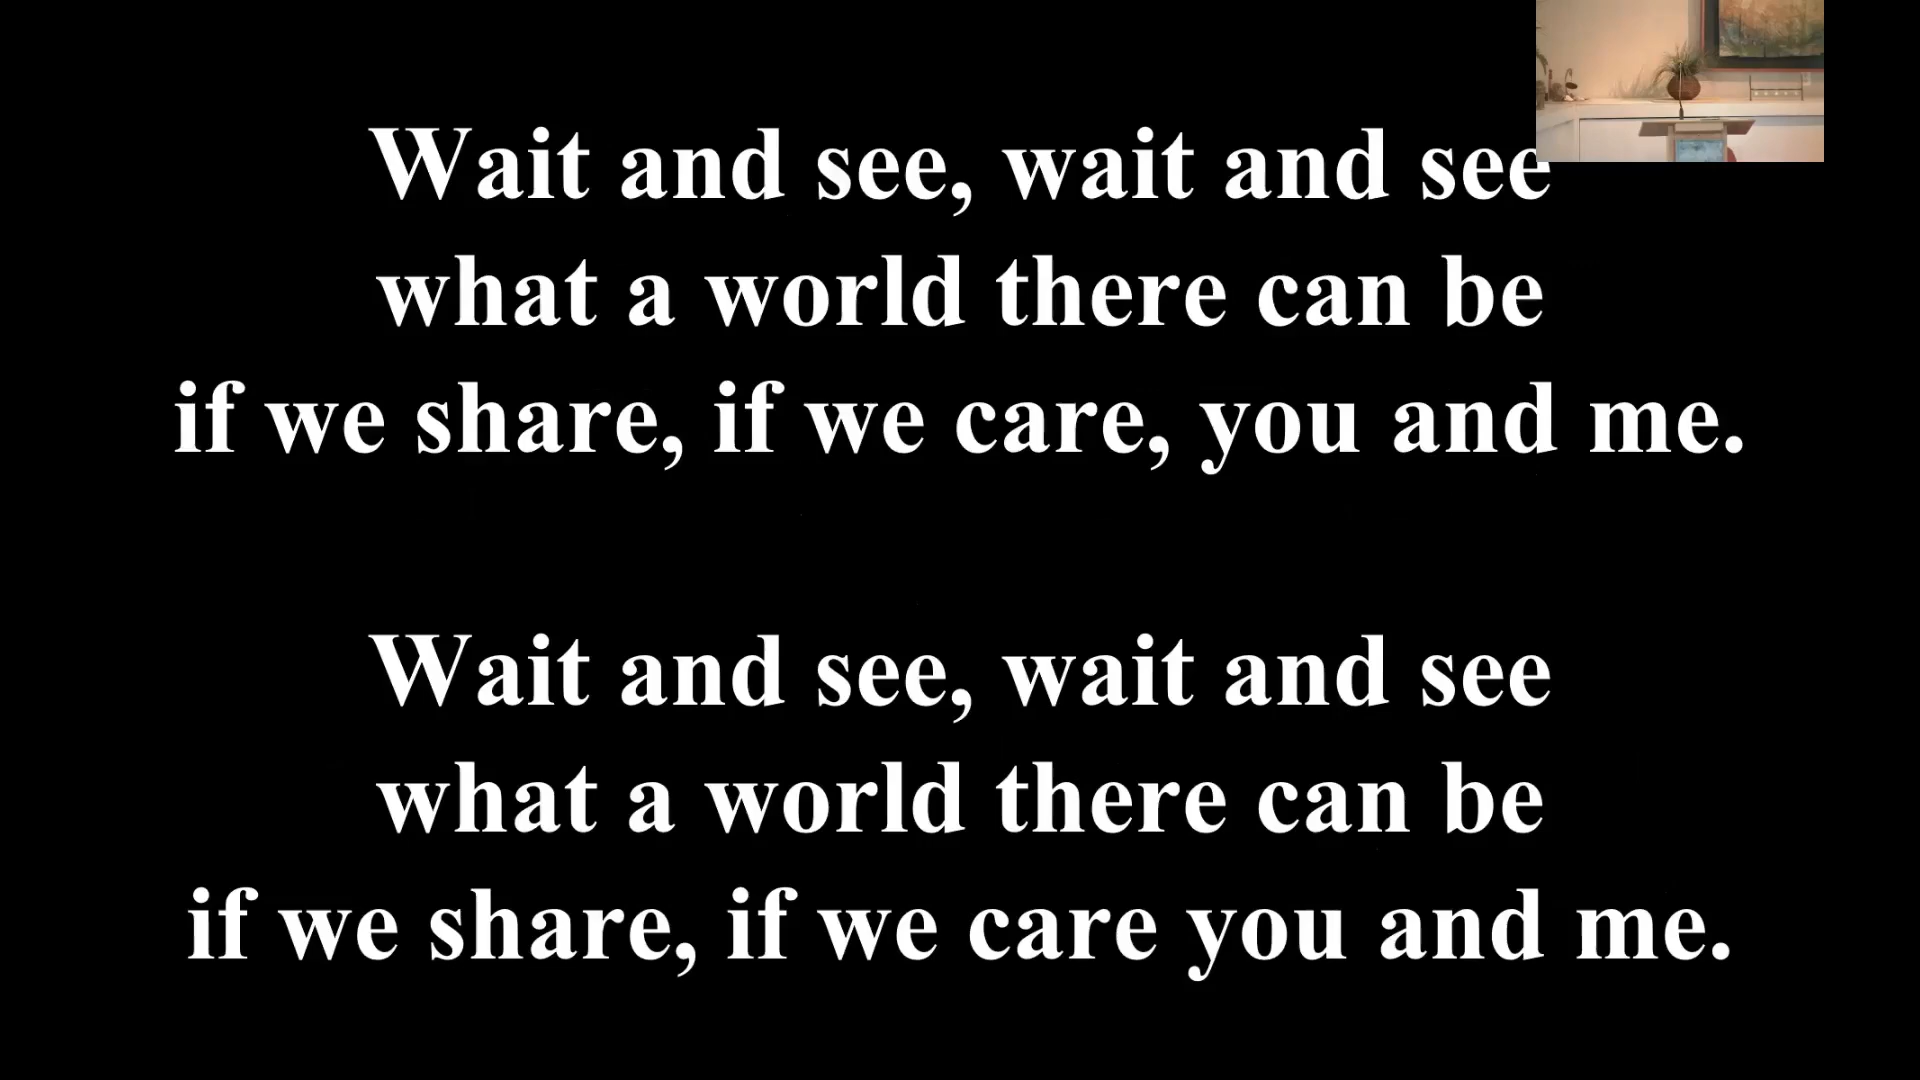 Wait and see, wait and see
what a world there can be
if we share, if we care, you and me.
Wait and see, wait and see
what a world there can be
if we share, if we care you and me.